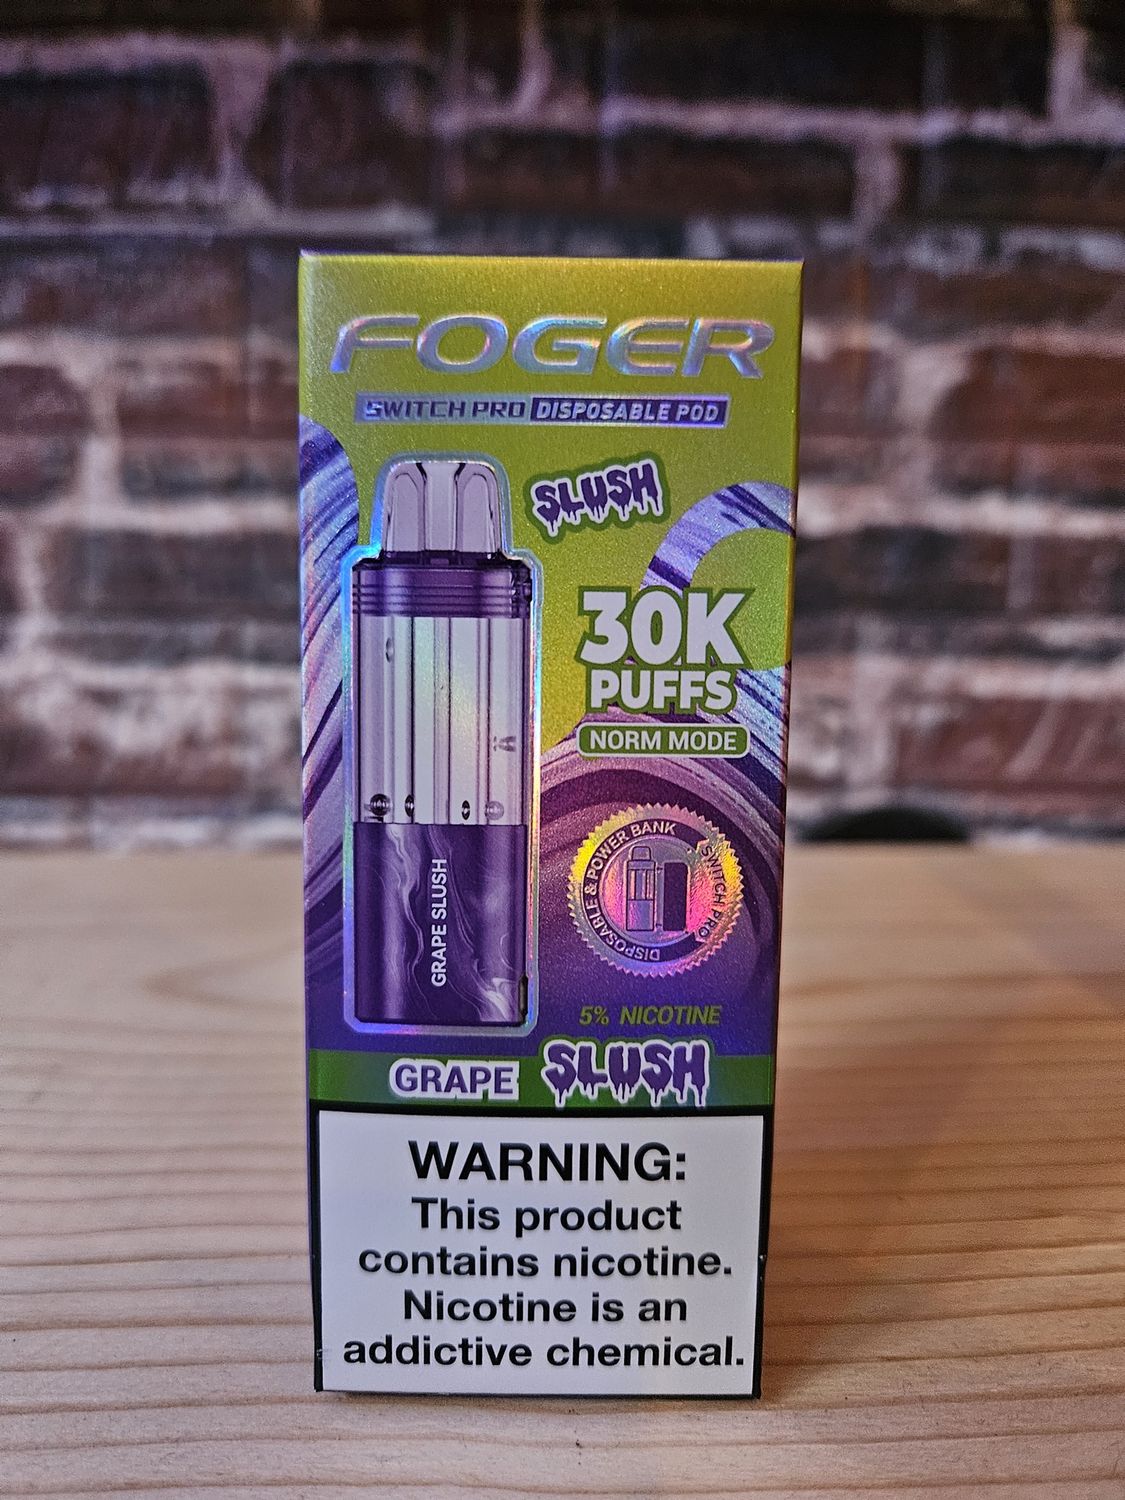 FOGER
SWITCH PRO DISPOSABLE POD
SLUSH
30K
PUFFS
NORM MODE
DISPOSABLE & POWER BANK
SWITCH PRO
DISPOSABLE
GRAPE SLUSH
5% NICOTINE
GRAPE SLUSH
WARNING:
This product
contains nicotine.
Nicotine is an
addictive chemical.